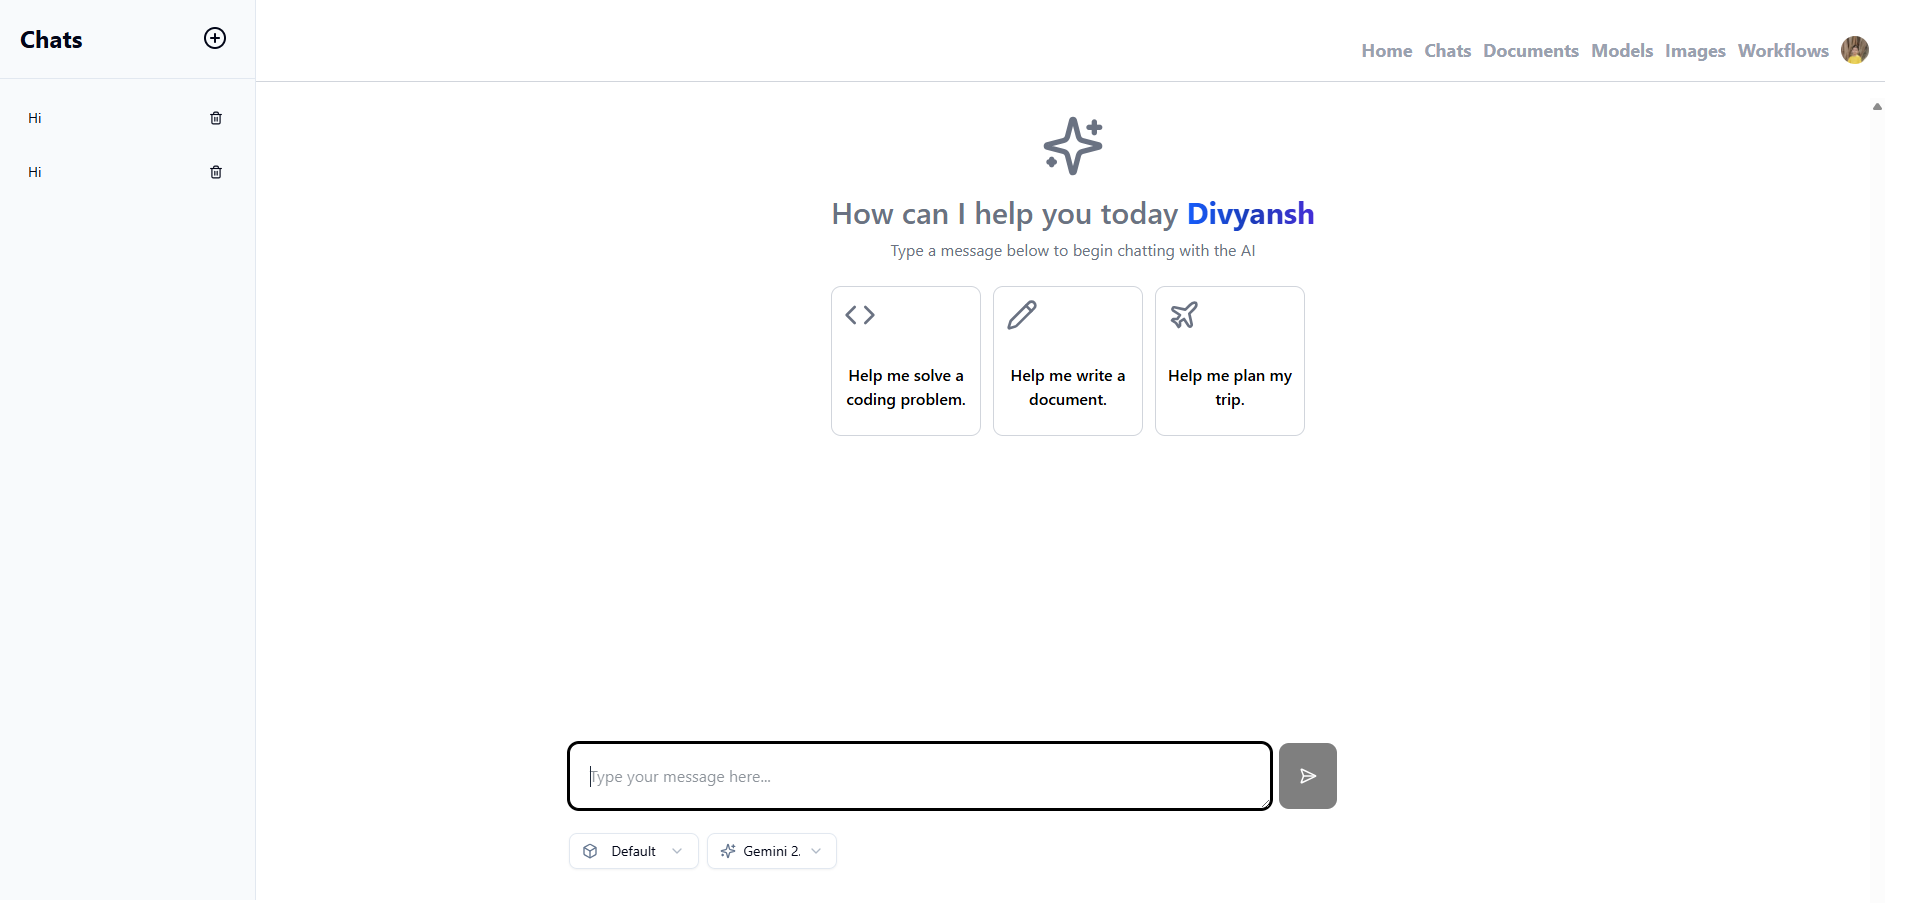 Chats
Hi
Hi
Home Chats Documents Models Images Workflows
How can I help you today Divyansh
Type a message below to begin chatting with the AI
Help me solve a
coding problem.
Help me write a
document.
Help me plan my
trip.
Type your message here...
Default
Gemini 2.